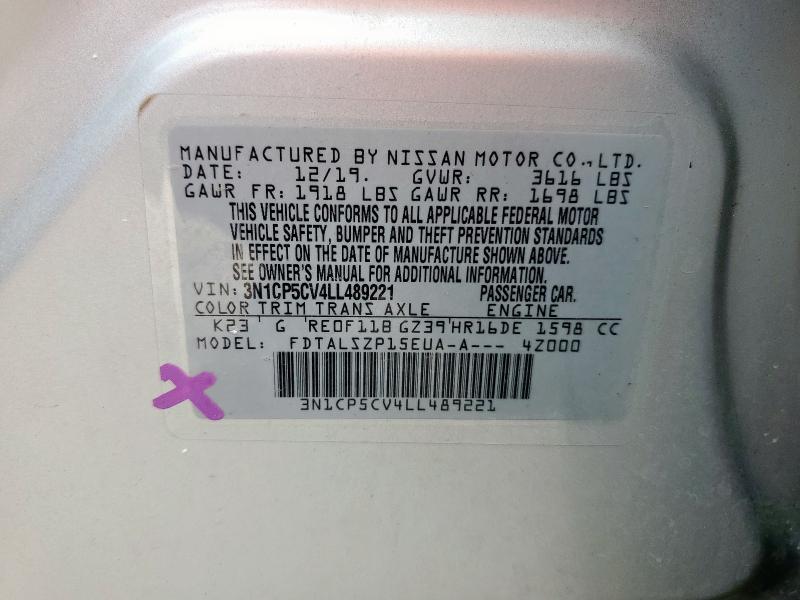 MANUFACTURED BY NISSAN MOTOR CO., LTD.
DATE: 12/19. GVWR: 3616 LBS
GAWR FR: 1918 LBS GAWR RR: 1698 LBS
THIS VEHICLE CONFORMS TO ALL APPLICABLE FEDERAL MOTOR
VEHICLE SAFETY, BUMPER AND THEFT PREVENTION STANDARDS
IN EFFECT ON THE DATE OF MANUFACTURE SHOWN ABOVE.
SEE OWNER'S MANUAL FOR ADDITIONAL INFORMATION.
VIN: 3N1CP5CV4LL489221 PASSENGER CAR.
COLOR TRIM TRANS AXLE ENGINE
K23 G RE0F11B GZ39 HR16DE 1598 CC
MODEL: FDTALSZP15EUA-A--- 4Z000
3N1CP5CV4LL489221